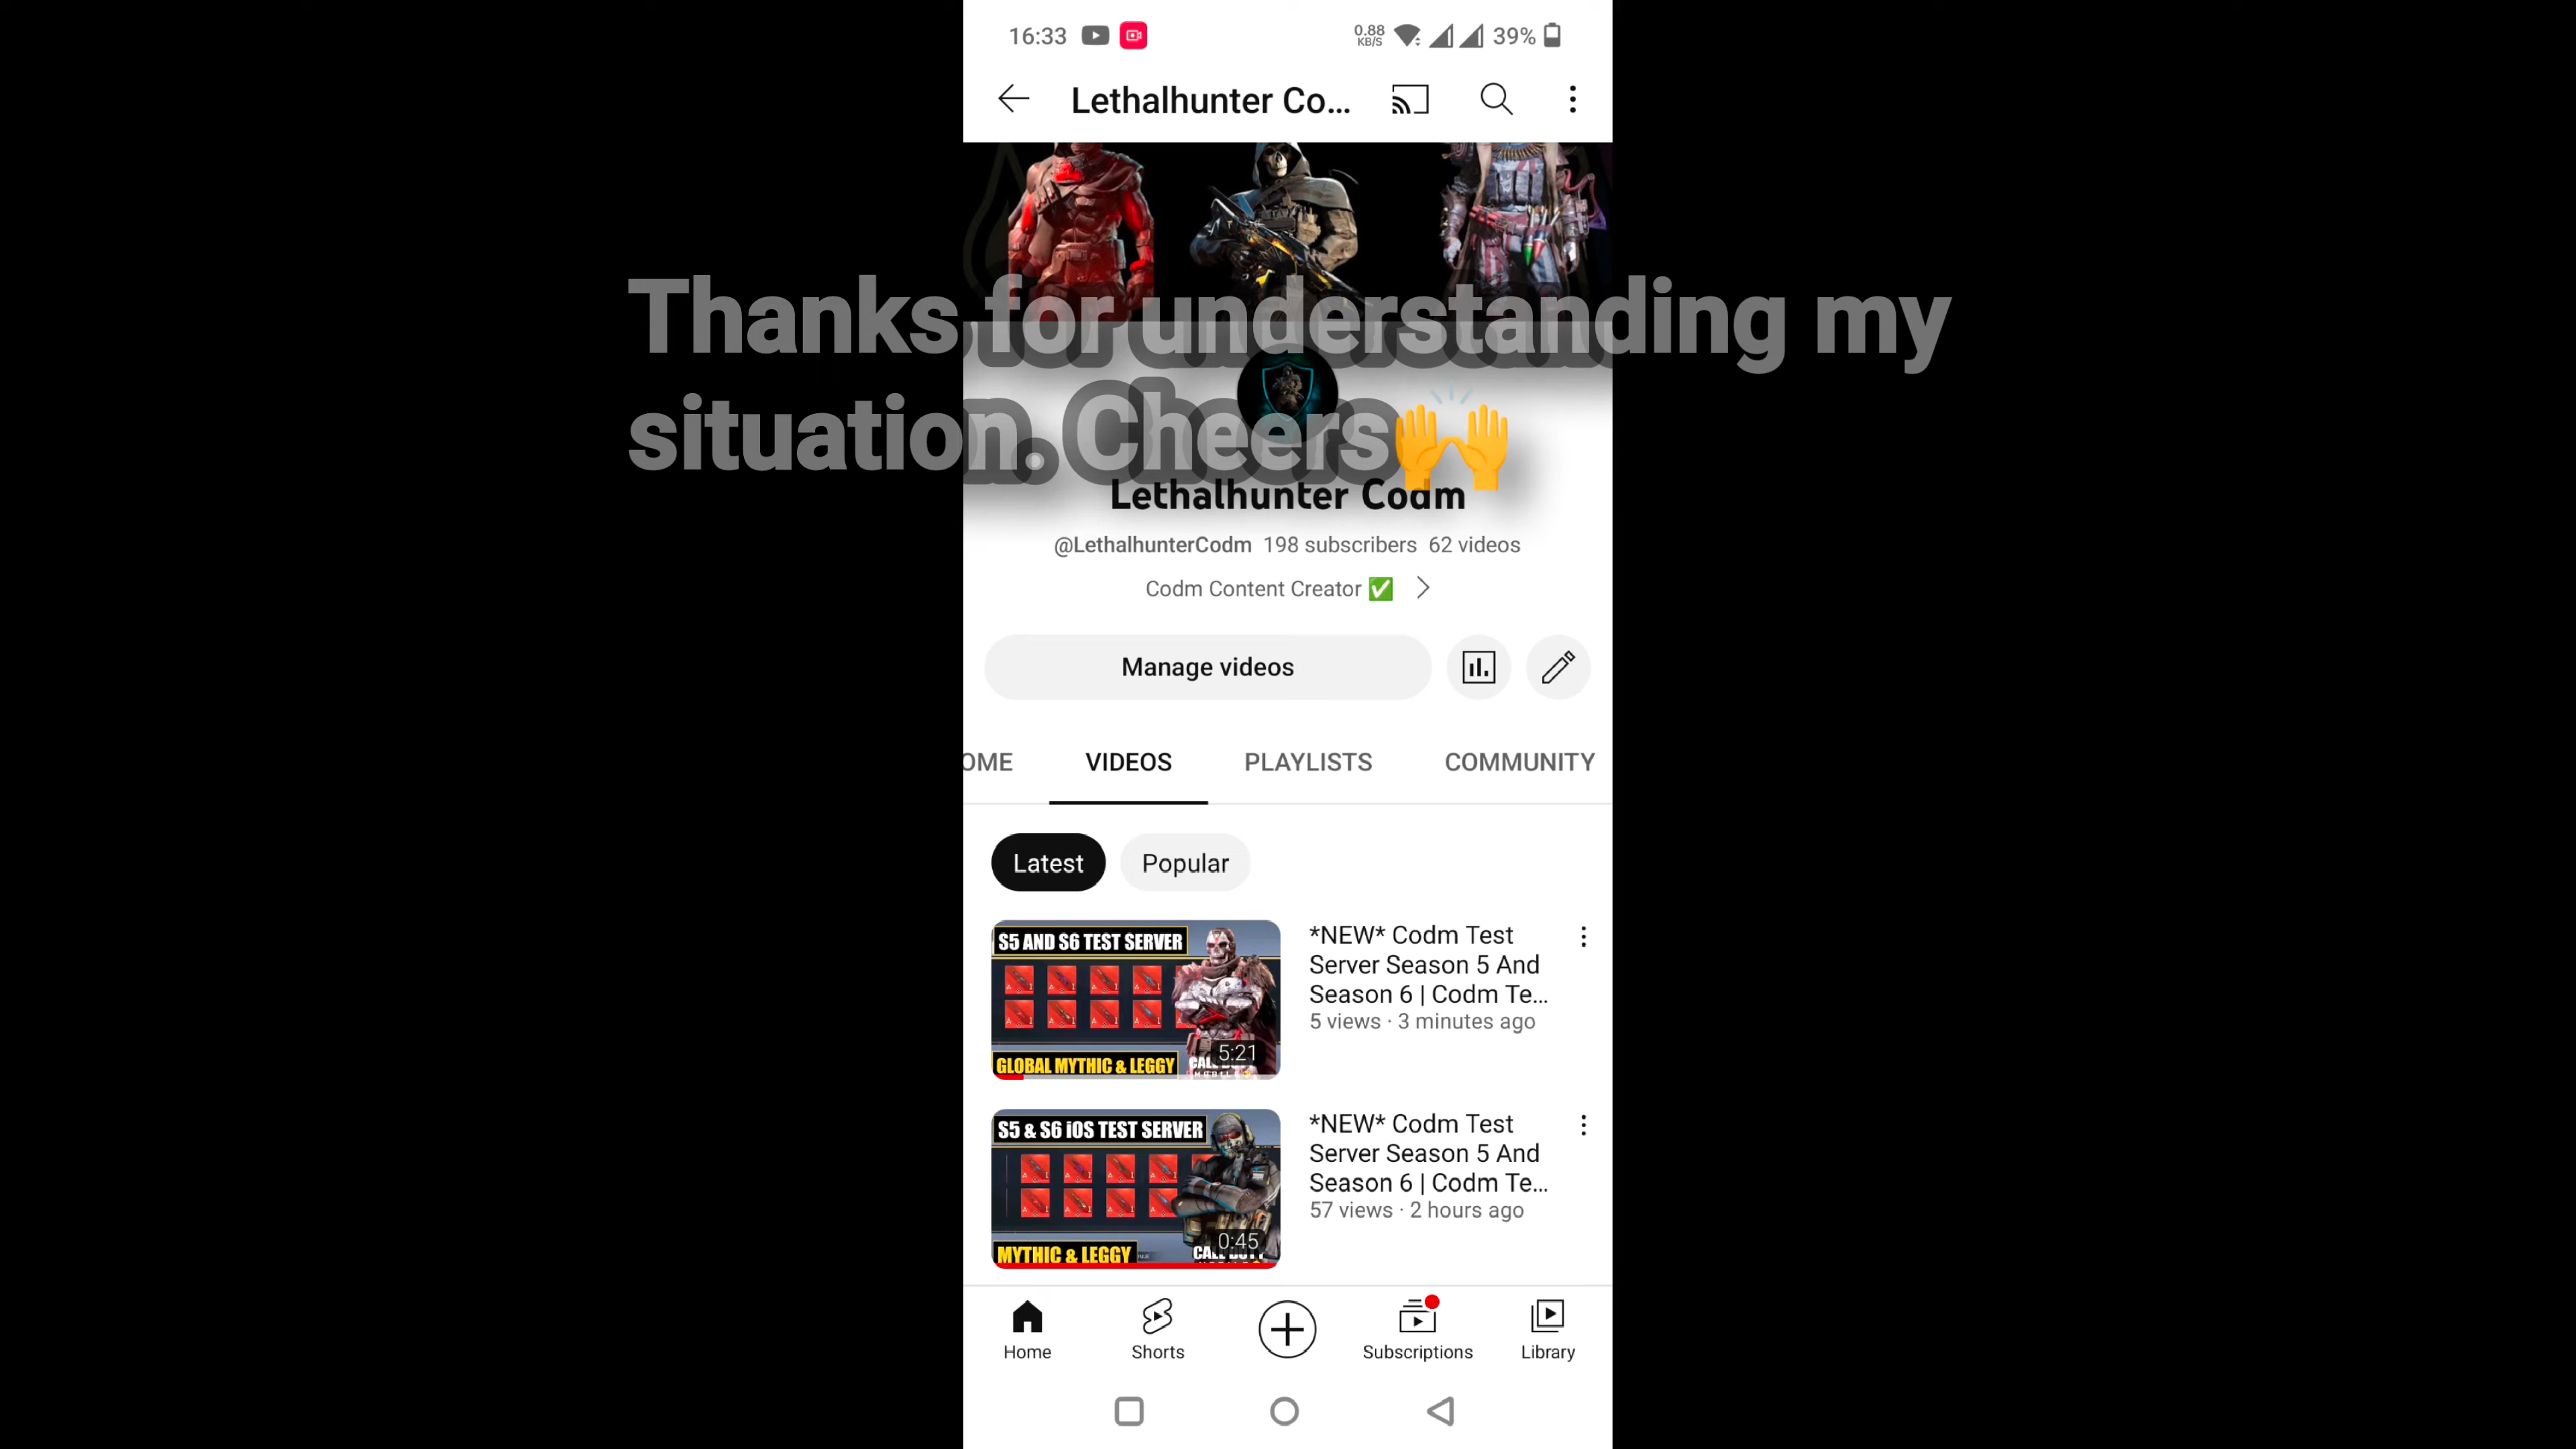 16:33
0.88 KB/S
39%
Lethalhunter Co...
Thanks for understanding my
situation. Cheers🙌
Lethalhunter Codm
@LethalhunterCodm 198 subscribers 62 videos
Codm Content Creator ✅
Manage videos
OME VIDEOS PLAYLISTS COMMUNITY
Latest Popular
S5 AND S6 TEST SERVER
5:21
GLOBAL MYTHIC & LEGGY
*NEW* Codm Test
Server Season 5 And
Season 6 | Codm Te...
5 views · 3 minutes ago
S5 & S6 iOS TEST SERVER
0:45
MYTHIC & LEGGY
*NEW* Codm Test
Server Season 5 And
Season 6 | Codm Te...
57 views · 2 hours ago
Home Shorts Subscriptions Library